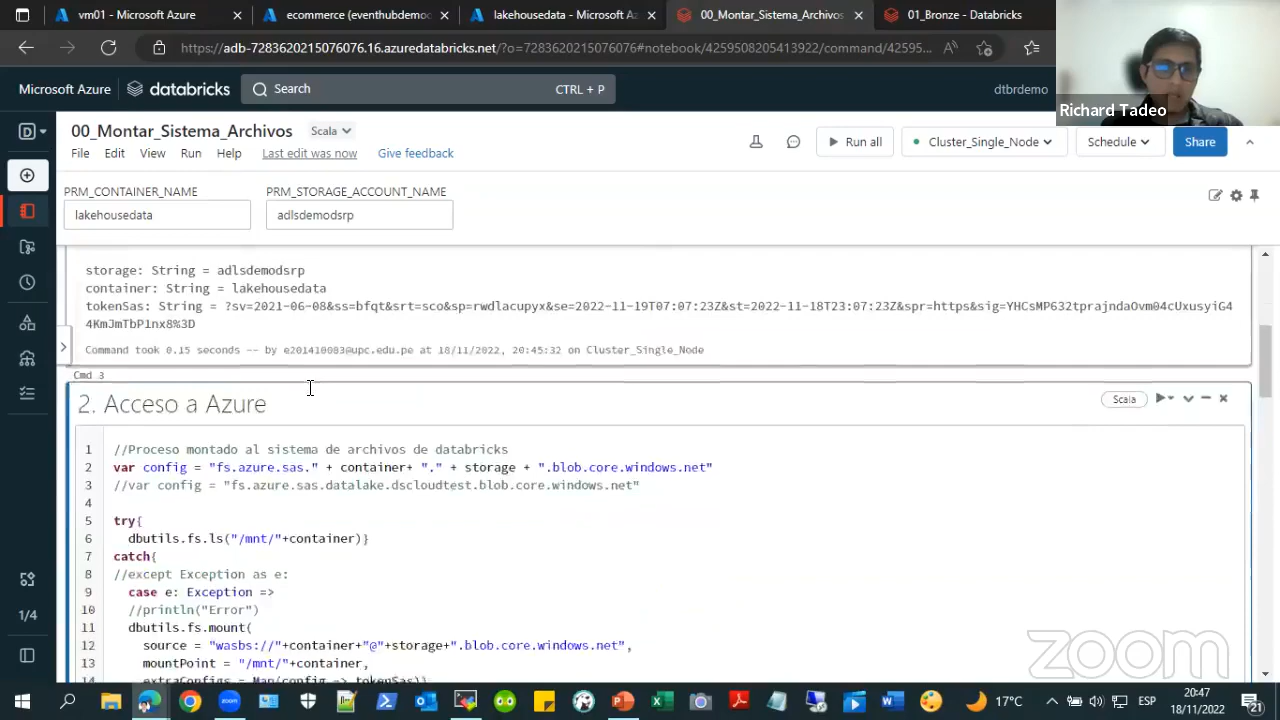 vm01 - Microsoft Azure
ecommerce (eventhubdemo
lakehousedata - Microsoft Az
00_Montar_Sistema_Archivos
01_Bronze - Databricks
https://adb-7283620215076076.16.azuredatabricks.net/?o=7283620215076076#notebook/4259508205413922/command/42595...
Richard Tadeo
Microsoft Azure
databricks
Search
CTRL + P
dtbrdemo
00_Montar_Sistema_Archivos
Scala
Run all
Cluster_Single_Node
Schedule
Share
File Edit View Run Help Last edit was now Give feedback
PRM_CONTAINER_NAME
PRM_STORAGE_ACCOUNT_NAME
lakehousedata
adlsdemodsrp
storage: String = adlsdemodsrp
container: String = lakehousedata
tokenSas: String = ?sv=2021-06-08&ss=bfqt&srt=sco&sp=rwdlacupyx&se=2022-11-19T07:07:23Z&st=2022-11-18T23:07:23Z&spr=https&sig=YHCsMP632tprajndaOvm04cUxusyiG4
4KmJmTbP1nx8%3D
Command took 0.15 seconds -- by e201410003@upc.edu.pe at 18/11/2022, 20:45:32 on Cluster_Single_Node
Cmd 3
2. Acceso a Azure
Scala
1 //Proceso montado al sistema de archivos de databricks
2 var config = "fs.azure.sas." + container+ "." + storage + ".blob.core.windows.net"
3 //var config = "fs.azure.sas.datalake.dscloudtest.blob.core.windows.net"
4
5 try{
6 dbutils.fs.ls("/mnt/"+container)}
7 catch{
8 //except Exception as e:
9 case e: Exception =>
10 //println("Error")
11 dbutils.fs.mount(
12 source = "wasbs://"+container+"@"+storage+".blob.core.windows.net",
13 mountPoint = "/mnt/"+container,
14 extraConfigs = Map(config -> tokenSas))
1/4
zoom
17°C
ESP
20:47
18/11/2022
21